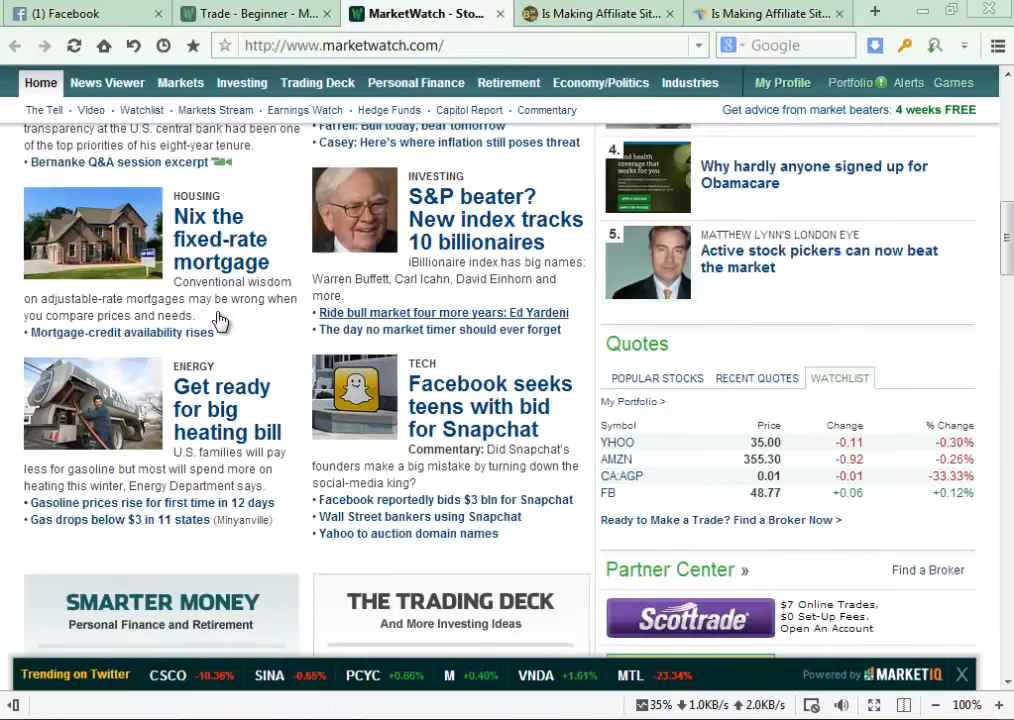 Facebook
Trade - Beginner - M...
MarketWatch - Sto...
Is Making Affiliate Sit...
Is Making Affiliate Sit...
http://www.marketwatch.com/
Google
Home News Viewer Markets Investing Trading Deck Personal Finance Retirement Economy/Politics Industries My Profile Portfolio Alerts Games
The Tell · Video · Watchlist · Markets Stream · Earnings Watch · Hedge Funds · Capitol Report · Commentary
Get advice from market beaters: 4 weeks FREE
transparity at the U.S. central bank had been one
of the top priorities of his eight-year tenure.
• Bernanke Q&A session excerpt
HOUSING
Nix the
fixed-rate
mortgage
Conventional wisdom
on adjustable-rate mortgages may be wrong when
you compare prices and needs.
• Mortgage-credit availability rises
ENERGY
Get ready
for big
heating bill
U.S. families will pay
less for gasoline but most will spend more on
heating this winter, Energy Department says.
• Gasoline prices rise for first time in 12 days
• Gas drops below $3 in 11 states (Minyanville)
SMARTER MONEY
Personal Finance and Retirement
• Farrell: Bull today, bear tomorrow
• Casey: Here's where inflation still poses threat
INVESTING
S&P beater?
New index tracks
10 billionaires
iBillionaire index has big names:
Warren Buffett, Carl Icahn, David Einhorn and
more.
• Ride bull market four more years: Ed Yardeni
• The day no market timer should ever forget
TECH
Facebook seeks
teens with bid
for Snapchat
Commentary: Did Snapchat's
founders make a big mistake by turning down the
social-media king?
• Facebook reportedly bids $3 bln for Snapchat
• Wall Street bankers using Snapchat
• Yahoo to auction domain names
THE TRADING DECK
And More Investing Ideas
4.
Why hardly anyone signed up for
Obamacare
5.
MATTHEW LYNN'S LONDON EYE
Active stock pickers can now beat
the market
Quotes
POPULAR STOCKS RECENT QUOTES WATCHLIST
My Portfolio >
Symbol Price Change % Change
YHOO 35.00 -0.11 -0.30%
AMZN 355.30 -0.92 -0.26%
CA:AGP 0.01 -0.01 -33.33%
FB 48.77 +0.06 +0.12%
Ready to Make a Trade? Find a Broker Now >
Partner Center »
Find a Broker
Scottrade
$7 Online Trades,
$0 Set-Up Fees.
Open An Account
Trending on Twitter CSCO -10.36% SINA -0.65% PCYC +0.66% M +0.40% VNDA +1.61% MTL -23.34% Powered by MARKETIQ X
35% 1.0KB/s 2.0KB/s
100%